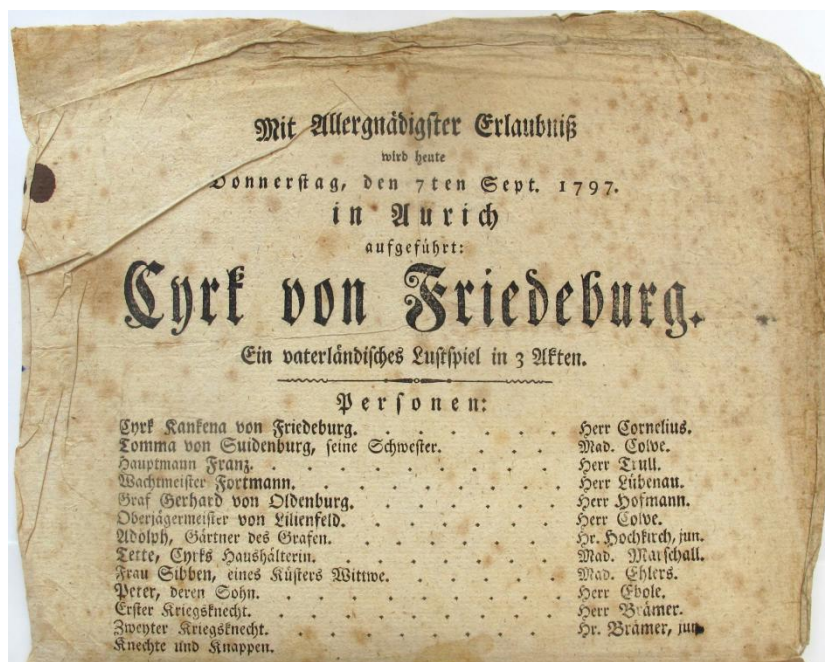 Mit Allergnädigster Erlaubniß
wird heute
Donnerstag, den 7ten Sept. 1797.
in Aurich
aufgeführt:
Cyrk von Friedeburg.
Ein vaterländisches Lustspiel in 3 Akten.
Personen:
Cyrk Kankena von Friedeburg. . . . . . . Herr Cornelius.
Tomma von Suidenburg, seine Schwester. . . . . Mad. Colve.
Hauptmann Franz. . . . . . . . . . Herr Trull.
Wachtmeister Fortmann. . . . . . . . . Herr Lübenau.
Graf Gerhard von Oldenburg. . . . . . . Herr Hofmann.
Oberjägermeister von Lilienfeld. . . . . . . Herr Colve.
Adolph, Gärtner des Grafen. . . . . . . . Hr. Hochkirch, jun.
Tette, Cyrks Haushälterin. . . . . . . . Mad. Marschall.
Frau Sibben, eines Küsters Wittwe. . . . . . . Mad. Ehlers.
Peter, deren Sohn. . . . . . . . . . Herr Ebole.
Erster Kriegsknecht. . . . . . . . . . Herr Brämer.
Zweyter Kriegsknecht. . . . . . . . . Hr. Brämer, jun.
Knechte und Knappen.